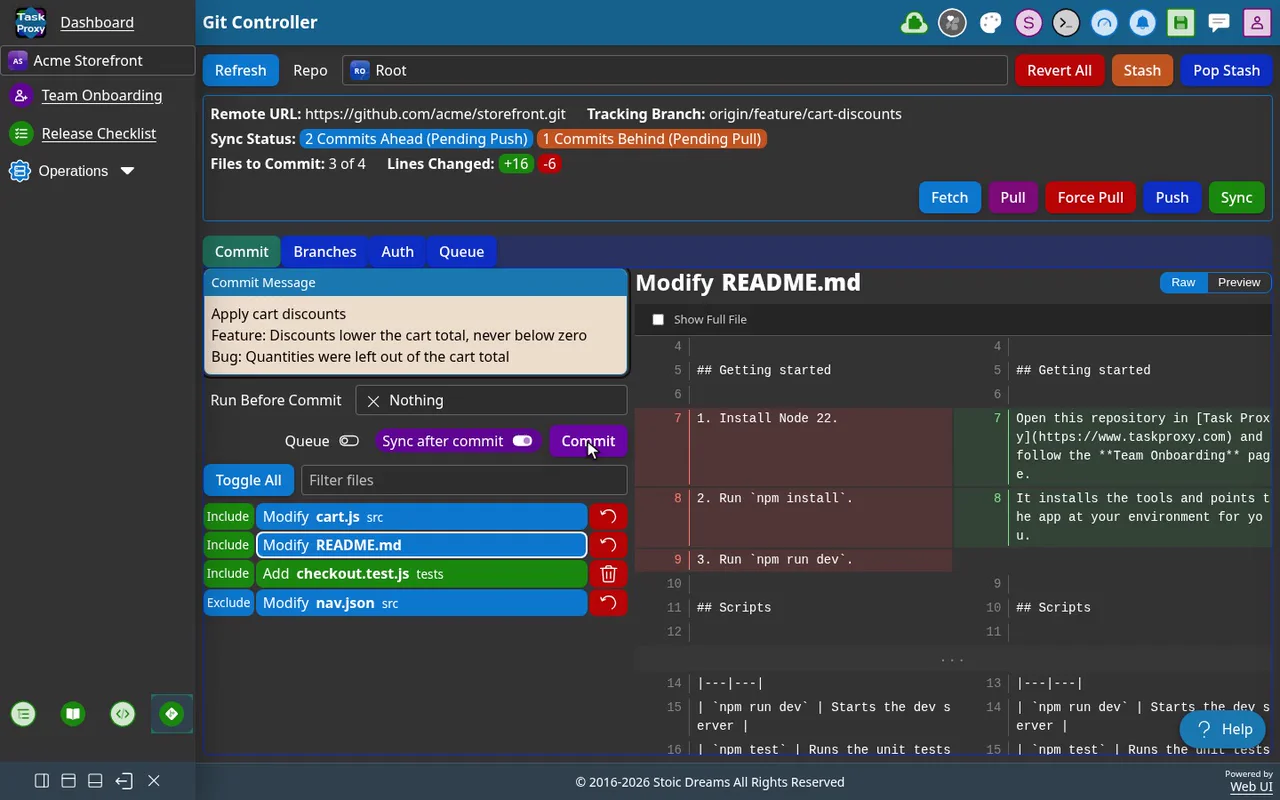 Task Proxy
Dashboard
Git Controller
S
AS Acme Storefront
Team Onboarding
Release Checklist
Operations
Refresh
Repo
RO Root
Revert All
Stash
Pop Stash
Remote URL: https://github.com/acme/storefront.git Tracking Branch: origin/feature/cart-discounts
Sync Status: 2 Commits Ahead (Pending Push) 1 Commits Behind (Pending Pull)
Files to Commit: 3 of 4 Lines Changed: +16 -6
Fetch
Pull
Force Pull
Push
Sync
Commit
Branches
Auth
Queue
Commit Message
Apply cart discounts
Feature: Discounts lower the cart total, never below zero
Bug: Quantities were left out of the cart total
Run Before Commit
Nothing
Queue
Sync after commit
Commit
Toggle All
Filter files
Include Modify cart.js src
Include Modify README.md
Include Add checkout.test.js tests
Exclude Modify nav.json src
Modify README.md
Raw
Preview
Show Full File
4 4
5 ## Getting started 5 ## Getting started
6 6
7 1. Install Node 22. 7 Open this repository in [Task Prox
y](https://www.taskproxy.com) and
follow the **Team Onboarding** pag
e.
8 2. Run `npm install`. 8 It installs the tools and points t
he app at your environment for yo
u.
9 3. Run `npm run dev`.
10 9
11 ## Scripts 10 ## Scripts
12 11
...
14 |---|---| 13 |---|---|
15 | `npm run dev` | Starts the dev s 14 | `npm run dev` | Starts the dev s
erver | erver |
16 | `npm test` | Runs the unit tests 15 | `npm test` | Runs the unit tests
? Help
© 2016-2026 Stoic Dreams All Rights Reserved
Powered by
Web UI